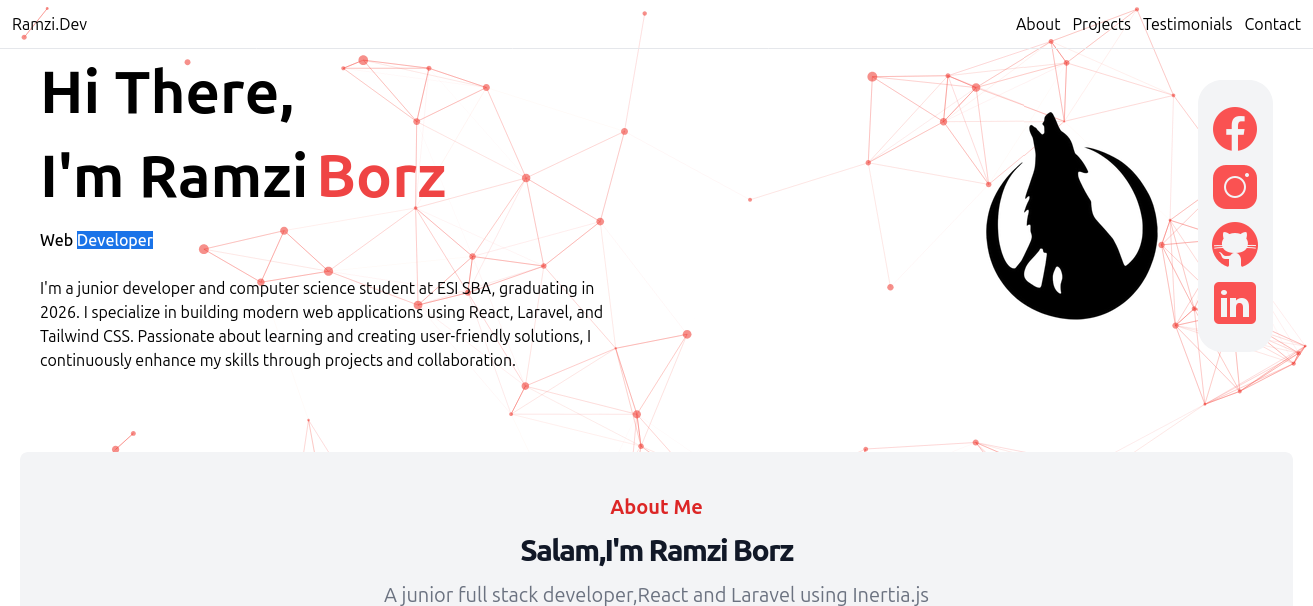 Ramzi.Dev
About Projects Testimonials Contact
Hi There,
I'm Ramzi Borz
Web Developer
I'm a junior developer and computer science student at ESI SBA, graduating in
2026. I specialize in building modern web applications using React, Laravel, and
Tailwind CSS. Passionate about learning and creating user-friendly solutions, I
continuously enhance my skills through projects and collaboration.
About Me
Salam,I'm Ramzi Borz
A junior full stack developer,React and Laravel using Inertia.js